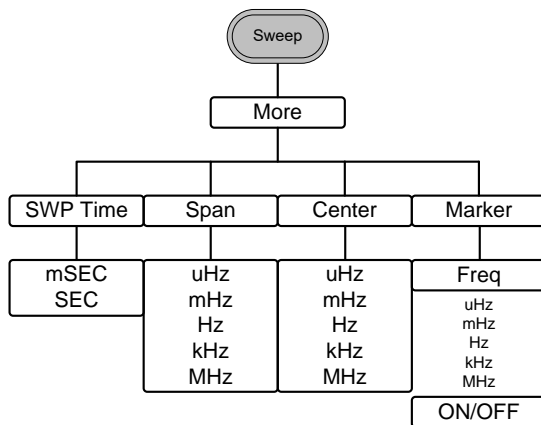 Sweep
More
SWP Time
Span
Center
Marker
mSEC
SEC
uHz
mHz
Hz
kHz
MHz
uHz
mHz
Hz
kHz
MHz
Freq
uHz
mHz
Hz
kHz
MHz
ON/OFF